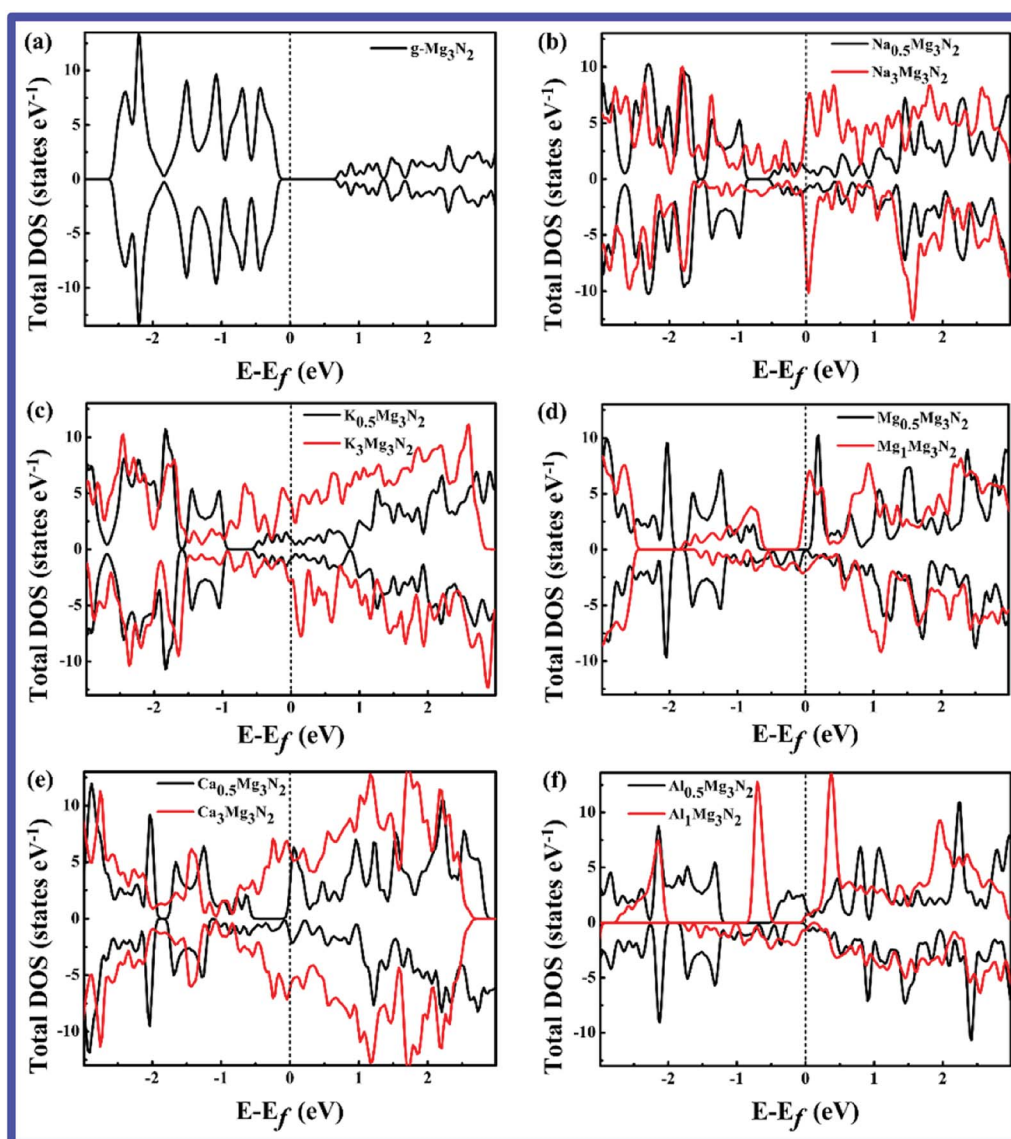 (a)
g-Mg₃N₂
Total DOS (states eV⁻¹)
10
5
0
-5
-10
-2 -1 0 1 2
E-E𝑓 (eV)
(b)
Na₀.₅Mg₃N₂
Na₃Mg₃N₂
Total DOS (states eV⁻¹)
10
5
0
-5
-10
-2 -1 0 1 2
E-E𝑓 (eV)
(c)
K₀.₅Mg₃N₂
K₃Mg₃N₂
Total DOS (states eV⁻¹)
10
5
0
-5
-10
-2 -1 0 1 2
E-E𝑓 (eV)
(d)
Mg₀.₅Mg₃N₂
Mg₁Mg₃N₂
Total DOS (states eV⁻¹)
10
5
0
-5
-10
-2 -1 0 1 2
E-E𝑓 (eV)
(e)
Ca₀.₅Mg₃N₂
Ca₃Mg₃N₂
Total DOS (states eV⁻¹)
10
5
0
-5
-10
-2 -1 0 1 2
E-E𝑓 (eV)
(f)
Al₀.₅Mg₃N₂
Al₁Mg₃N₂
Total DOS (states eV⁻¹)
10
5
0
-5
-10
-2 -1 0 1 2
E-E𝑓 (eV)